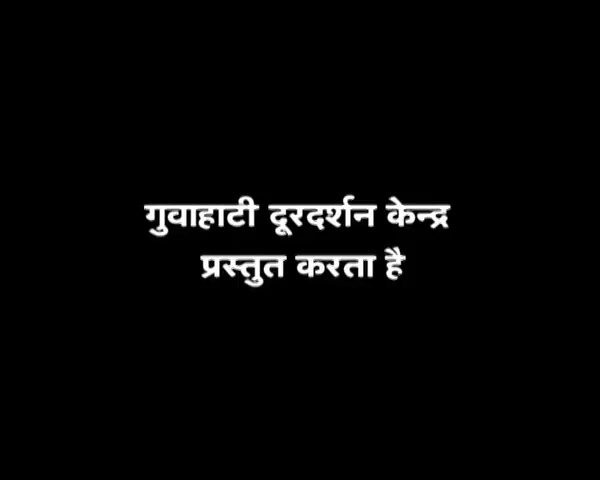 गुवाहाटी दूरदर्शन केन्द्र
प्रस्तुत करता है